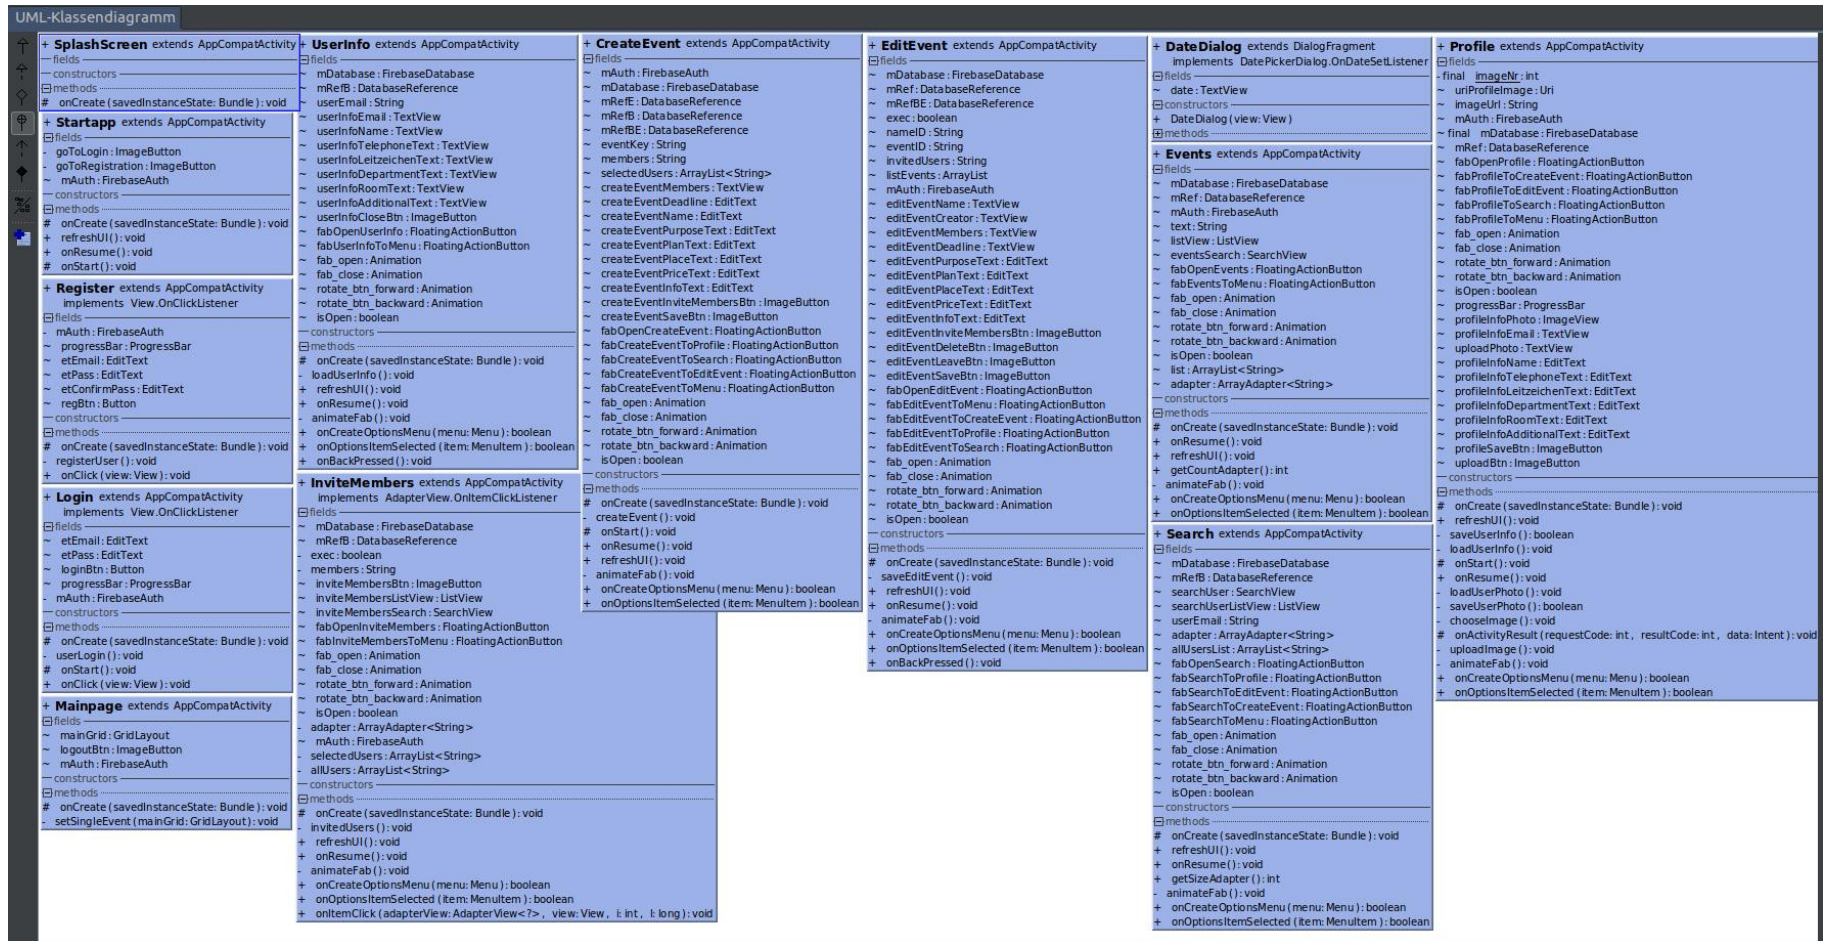 UML-Klassendiagramm
+ SplashScreen extends AppCompatActivity
fields
constructors
methods
# onCreate(savedInstanceState: Bundle): void
+ Startapp extends AppCompatActivity
fields
- goToLogin: ImageButton
- goToRegistration: ImageButton
~ mAuth: FirebaseAuth
constructors
methods
# onCreate(savedInstanceState: Bundle): void
+ refreshUI(): void
+ onResume(): void
# onStart(): void
+ Register extends AppCompatActivity
implements View.OnClickListener
fields
- mAuth: FirebaseAuth
~ progressBar: ProgressBar
~ etEmail: EditText
~ etPass: EditText
~ etConfirmPass: EditText
~ regBtn: Button
constructors
methods
# onCreate(savedInstanceState: Bundle): void
- registerUser(): void
+ onClick(view: View): void
+ Login extends AppCompatActivity
implements View.OnClickListener
fields
~ etEmail: EditText
~ etPass: EditText
~ loginBtn: Button
~ progressBar: ProgressBar
- mAuth: FirebaseAuth
constructors
methods
# onCreate(savedInstanceState: Bundle): void
- userLogin(): void
# onStart(): void
+ onClick(view: View): void
+ Mainpage extends AppCompatActivity
fields
~ mainGrid: GridLayout
~ logoutBtn: ImageButton
~ mAuth: FirebaseAuth
constructors
methods
# onCreate(savedInstanceState: Bundle): void
- setSingleEvent(mainGrid: GridLayout): void
+ UserInfo extends AppCompatActivity
fields
~ mDatabase: FirebaseDatabase
~ mRefB: DatabaseReference
~ userEmail: String
~ userInfoEmail: TextView
~ userInfoName: TextView
~ userInfoTelephoneText: TextView
~ userInfoLeitzeichenText: TextView
~ userInfoDepartmentText: TextView
~ userInfoRoomText: TextView
~ userInfoAdditionalText: TextView
~ userInfoCloseBtn: ImageButton
~ fabOpenUserInfo: FloatingActionButton
~ fabUserInfoToMenu: FloatingActionButton
~ fab_open: Animation
~ fab_close: Animation
~ rotate_btn_forward: Animation
~ rotate_btn_backward: Animation
~ isOpen: boolean
constructors
methods
# onCreate(savedInstanceState: Bundle): void
- loadUserInfo(): void
+ refreshUI(): void
+ onResume(): void
- animateFab(): void
+ onCreateOptionsMenu(menu: Menu): boolean
+ onOptionsItemSelected(item: MenuItem): boolean
+ onBackPressed(): void
+ InviteMembers extends AppCompatActivity
implements AdapterView.OnItemClickListener
fields
~ mDatabase: FirebaseDatabase
~ mRefB: DatabaseReference
- exec: boolean
- members: String
~ inviteMembersBtn: ImageButton
~ inviteMembersListView: ListView
~ inviteMembersSearch: SearchView
~ fabOpenInviteMembers: FloatingActionButton
~ fabInviteMembersToMenu: FloatingActionButton
~ fab_open: Animation
~ fab_close: Animation
~ rotate_btn_forward: Animation
~ rotate_btn_backward: Animation
~ isOpen: boolean
- adapter: ArrayAdapter<String>
~ mAuth: FirebaseAuth
- selectedUsers: ArrayList<String>
- allUsers: ArrayList<String>
constructors
methods
# onCreate(savedInstanceState: Bundle): void
- invitedUsers(): void
+ refreshUI(): void
+ onResume(): void
- animateFab(): void
+ onCreateOptionsMenu(menu: Menu): boolean
+ onOptionsItemSelected(item: MenuItem): boolean
+ onItemClick(adapterView: AdapterView<?>, view: View, i: int, l: long): void
+ CreateEvent extends AppCompatActivity
fields
~ mAuth: FirebaseAuth
~ mDatabase: FirebaseDatabase
~ mRefE: DatabaseReference
~ mRefB: DatabaseReference
~ mRefBE: DatabaseReference
~ eventKey: String
~ members: String
~ selectedUsers: ArrayList<String>
~ createEventMembers: TextView
~ createEventDeadline: EditText
~ createEventName: EditText
~ createEventPurposeText: EditText
~ createEventPlanText: EditText
~ createEventPlaceText: EditText
~ createEventPriceText: EditText
~ createEventInfoText: EditText
~ createEventInviteMembersBtn: ImageButton
~ createEventSaveBtn: ImageButton
~ fabOpenCreateEvent: FloatingActionButton
~ fabCreateEventToProfile: FloatingActionButton
~ fabCreateEventToSearch: FloatingActionButton
~ fabCreateEventToEditEvent: FloatingActionButton
~ fabCreateEventToMenu: FloatingActionButton
~ fab_open: Animation
~ fab_close: Animation
~ rotate_btn_forward: Animation
~ rotate_btn_backward: Animation
~ isOpen: boolean
constructors
methods
# onCreate(savedInstanceState: Bundle): void
- createEvent(): void
# onStart(): void
+ onResume(): void
+ refreshUI(): void
- animateFab(): void
+ onCreateOptionsMenu(menu: Menu): boolean
+ onOptionsItemSelected(item: MenuItem): boolean
+ EditEvent extends AppCompatActivity
fields
~ mDatabase: FirebaseDatabase
~ mRef: DatabaseReference
~ mRefBE: DatabaseReference
~ exec: boolean
~ nameID: String
~ eventID: String
~ invitedUsers: String
~ listEvents: ArrayList
~ mAuth: FirebaseAuth
~ editEventName: TextView
~ editEventCreator: TextView
~ editEventMembers: TextView
~ editEventDeadline: TextView
~ editEventPurposeText: EditText
~ editEventPlanText: EditText
~ editEventPlaceText: EditText
~ editEventPriceText: EditText
~ editEventInfoText: EditText
~ editEventInviteMembersBtn: ImageButton
~ editEventDeleteBtn: ImageButton
~ editEventLeaveBtn: ImageButton
~ editEventSaveBtn: ImageButton
~ fabOpenEditEvent: FloatingActionButton
~ fabEditEventToMenu: FloatingActionButton
~ fabEditEventToCreateEvent: FloatingActionButton
~ fabEditEventToProfile: FloatingActionButton
~ fabEditEventToSearch: FloatingActionButton
~ fab_open: Animation
~ fab_close: Animation
~ rotate_btn_forward: Animation
~ rotate_btn_backward: Animation
~ isOpen: boolean
constructors
methods
# onCreate(savedInstanceState: Bundle): void
- saveEditEvent(): void
+ refreshUI(): void
+ onResume(): void
- animateFab(): void
+ onCreateOptionsMenu(menu: Menu): boolean
+ onOptionsItemSelected(item: MenuItem): boolean
+ onBackPressed(): void
+ DateDialog extends DialogFragment
implements DatePickerDialog.OnDateSetListener
fields
~ date: TextView
constructors
+ DateDialog(view: View)
methods
+ Events extends AppCompatActivity
fields
~ mDatabase: FirebaseDatabase
~ mRef: DatabaseReference
~ mAuth: FirebaseAuth
~ text: String
~ listView: ListView
~ eventsSearch: SearchView
~ fabOpenEvents: FloatingActionButton
~ fabEventsToMenu: FloatingActionButton
~ fab_open: Animation
~ fab_close: Animation
~ rotate_btn_forward: Animation
~ rotate_btn_backward: Animation
~ isOpen: boolean
~ list: ArrayList<String>
~ adapter: ArrayAdapter<String>
constructors
methods
# onCreate(savedInstanceState: Bundle): void
+ onResume(): void
+ refreshUI(): void
+ getCountAdapter(): int
- animateFab(): void
+ onCreateOptionsMenu(menu: Menu): boolean
+ onOptionsItemSelected(item: MenuItem): boolean
+ Search extends AppCompatActivity
fields
~ mDatabase: FirebaseDatabase
~ mRefB: DatabaseReference
~ searchUser: SearchView
~ searchUserListView: ListView
~ userEmail: String
~ adapter: ArrayAdapter<String>
~ allUsersList: ArrayList<String>
~ fabOpenSearch: FloatingActionButton
~ fabSearchToProfile: FloatingActionButton
~ fabSearchToEditEvent: FloatingActionButton
~ fabSearchToCreateEvent: FloatingActionButton
~ fabSearchToMenu: FloatingActionButton
~ fab_open: Animation
~ fab_close: Animation
~ rotate_btn_forward: Animation
~ rotate_btn_backward: Animation
~ isOpen: boolean
constructors
methods
# onCreate(savedInstanceState: Bundle): void
+ refreshUI(): void
+ onResume(): void
+ getSizeAdapter(): int
- animateFab(): void
+ onCreateOptionsMenu(menu: Menu): boolean
+ onOptionsItemSelected(item: MenuItem): boolean
+ Profile extends AppCompatActivity
fields
- final imageNr: int
~ uriProfileImage: Uri
~ imageUrl: String
~ mAuth: FirebaseAuth
~ final mDatabase: FirebaseDatabase
~ mRef: DatabaseReference
~ fabOpenProfile: FloatingActionButton
~ fabProfileToCreateEvent: FloatingActionButton
~ fabProfileToEditEvent: FloatingActionButton
~ fabProfileToSearch: FloatingActionButton
~ fabProfileToMenu: FloatingActionButton
~ fab_open: Animation
~ fab_close: Animation
~ rotate_btn_forward: Animation
~ rotate_btn_backward: Animation
~ isOpen: boolean
~ progressBar: ProgressBar
~ profileInfoPhoto: ImageView
~ profileInfoEmail: TextView
~ uploadPhoto: TextView
~ profileInfoName: EditText
~ profileInfoTelephoneText: EditText
~ profileInfoLeitzeichenText: EditText
~ profileInfoDepartmentText: EditText
~ profileInfoRoomText: EditText
~ profileInfoAdditionalText: EditText
~ profileSaveBtn: ImageButton
~ uploadBtn: ImageButton
constructors
methods
# onCreate(savedInstanceState: Bundle): void
+ refreshUI(): void
- saveUserInfo(): boolean
- loadUserInfo(): void
# onStart(): void
+ onResume(): void
- loadUserPhoto(): void
- saveUserPhoto(): boolean
- chooseImage(): void
# onActivityResult(requestCode: int, resultCode: int, data: Intent): void
- uploadImage(): void
- animateFab(): void
+ onCreateOptionsMenu(menu: Menu): boolean
+ onOptionsItemSelected(item: MenuItem): boolean